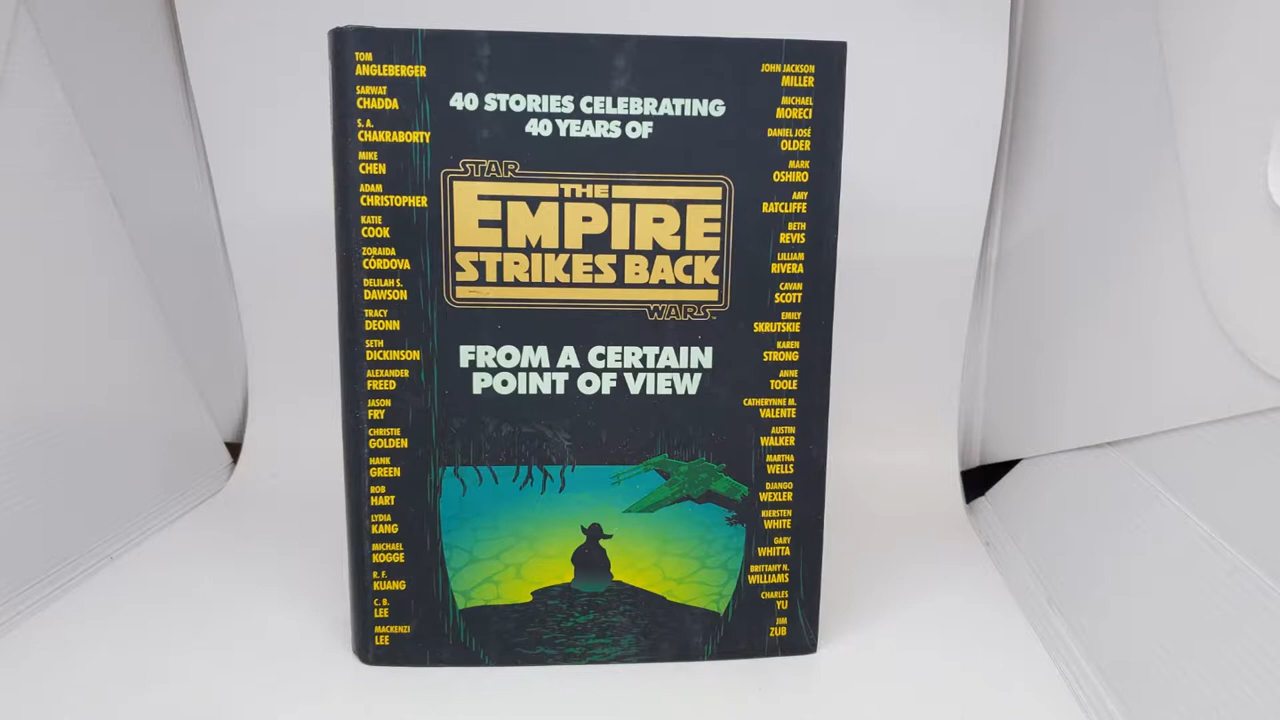 TOM
ANGLEBERGER
SARWAT
CHADDA
S. A.
CHAKRABORTY
MIKE
CHEN
ADAM
CHRISTOPHER
KATIE
COOK
ZORAIDA
CÓRDOVA
DELILAH S.
DAWSON
TRACY
DEONN
SETH
DICKINSON
ALEXANDER
FREED
JASON
FRY
CHRISTIE
GOLDEN
HANK
GREEN
ROB
HART
LYDIA
KANG
MICHAEL
KOGGE
R. F.
KUANG
C. B.
LEE
MACKENZI
LEE
40 STORIES CELEBRATING
40 YEARS OF
STAR
THE
EMPIRE
STRIKES BACK
WARS™
FROM A CERTAIN
POINT OF VIEW
JOHN JACKSON
MILLER
MICHAEL
MORECI
DANIEL JOSÉ
OLDER
MARK
OSHIRO
AMY
RATCLIFFE
BETH
REVIS
LILLIAM
RIVERA
CAVAN
SCOTT
EMILY
SKRUTSKIE
KAREN
STRONG
ANNE
TOOLE
CATHERYNNE M.
VALENTE
AUSTIN
WALKER
MARTHA
WELLS
DJANGO
WEXLER
KIERSTEN
WHITE
GARY
WHITTA
BRITTANY N.
WILLIAMS
CHARLES
YU
JIM
ZUB